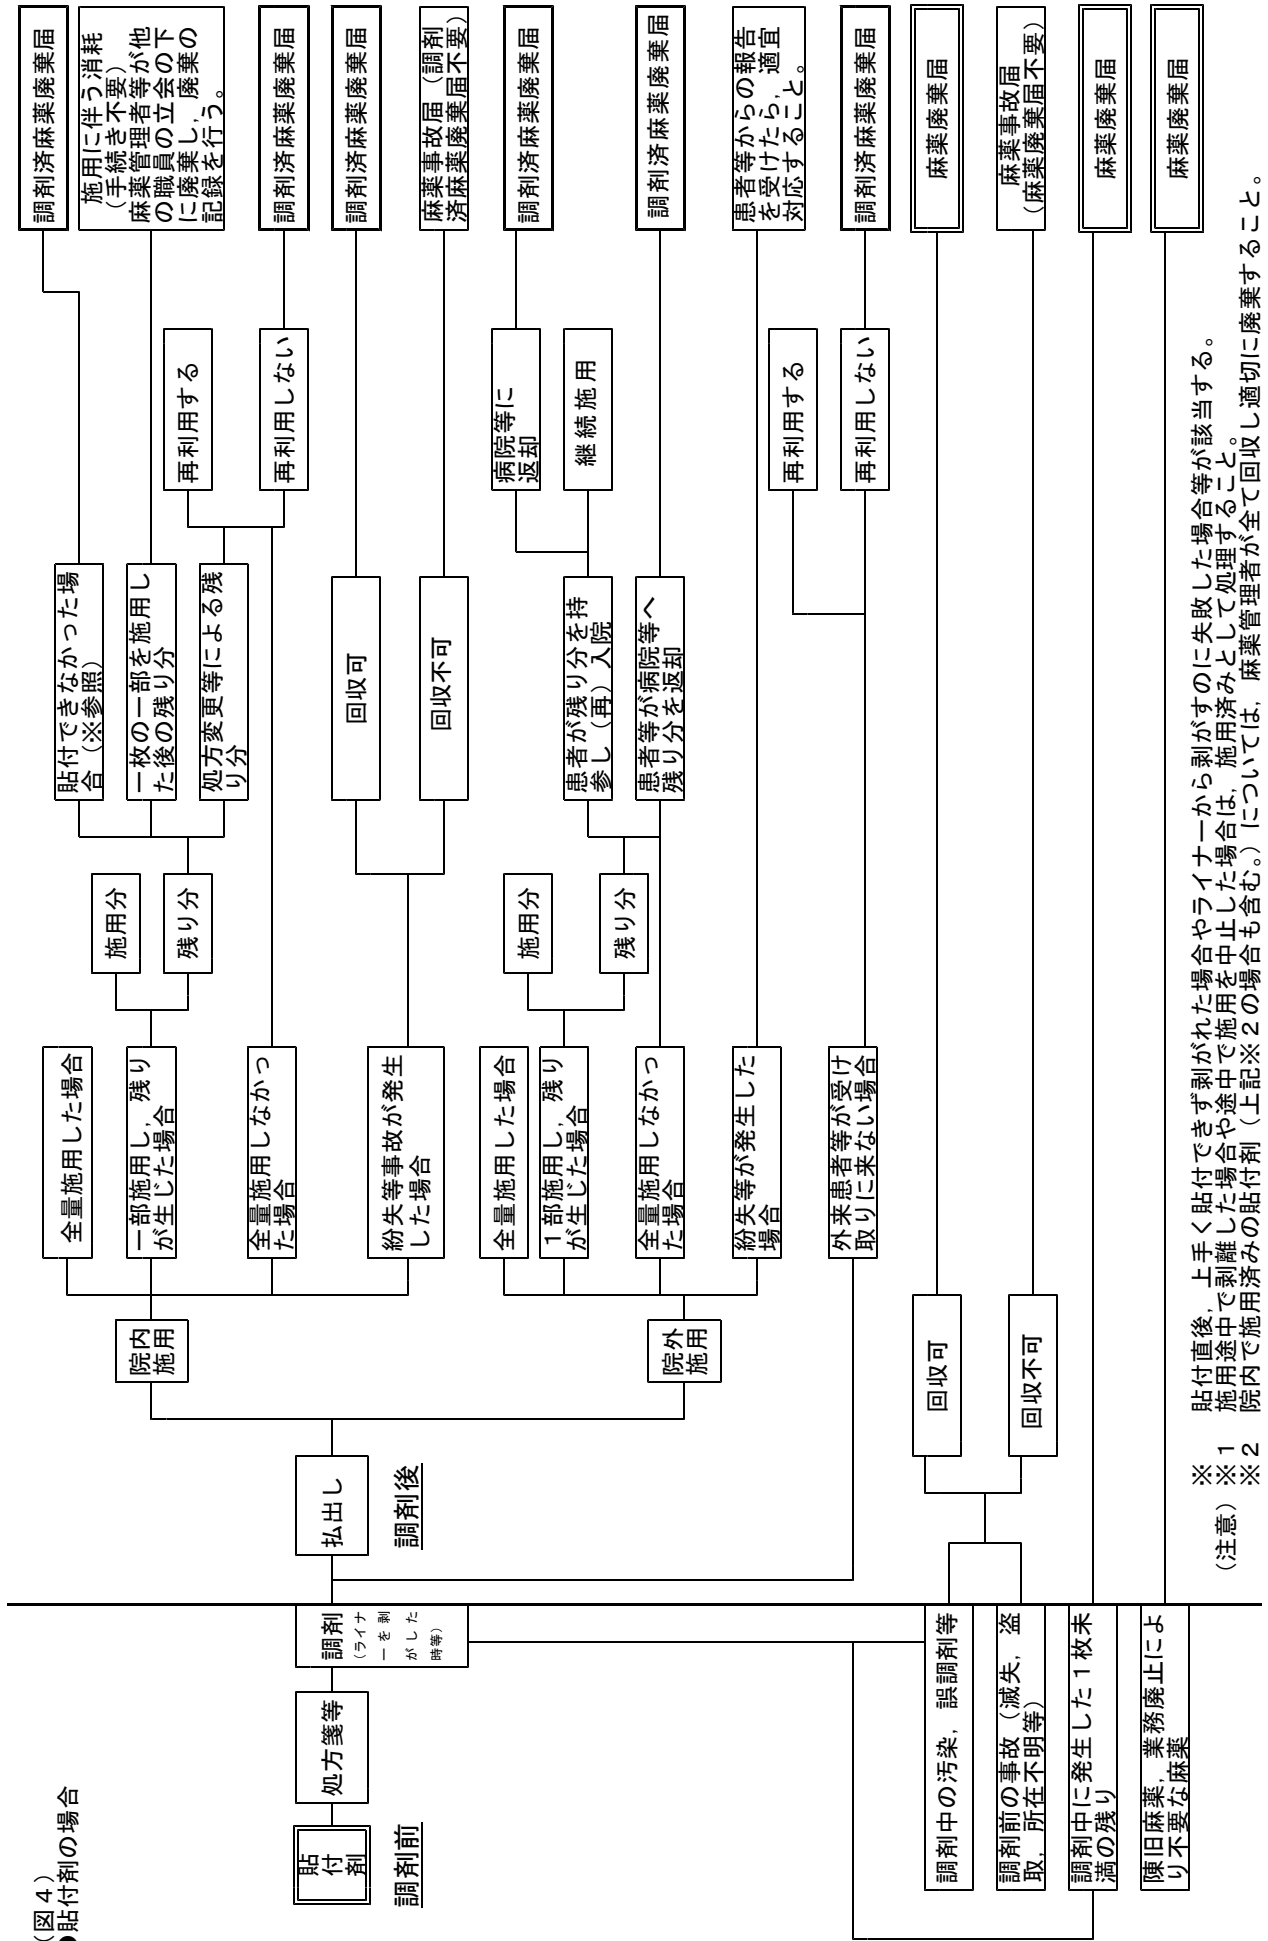 （図４）
●貼付剤の場合
貼
付
剤
調剤前
処方箋等
調剤
（ライナ
ーを剥
がした
時等）
払出し
調剤後
院内
施用
全量施用した場合
一部施用し，残り
が生じた場合
施用分
残り分
貼付できなかった場
合（※参照）
調剤済麻薬廃棄届
一枚の一部を施用し
た後の残り分
施用に伴う消耗
（手続き不要）
麻薬管理者等が他
の職員の立会の下
に廃棄し，廃棄の
記録を行う。
処方変更等による残
り分
再利用する
再利用しない
調剤済麻薬廃棄届
全量施用しなかっ
た場合
紛失等事故が発生
した場合
回収可
調剤済麻薬廃棄届
回収不可
麻薬事故届（調剤
済麻薬廃棄届不要）
院外
施用
全量施用した場合
１部施用し，残り
が生じた場合
施用分
残り分
患者が残り分を持
参し（再）入院
病院等に
返却
調剤済麻薬廃棄届
継続施用
患者等が病院等へ
残り分を返却
調剤済麻薬廃棄届
全量施用しなかっ
た場合
紛失等が発生した
場合
患者等からの報告
を受けたら，適宜
対応すること。
外来患者等が受け
取りに来ない場合
再利用する
再利用しない
調剤済麻薬廃棄届
調剤中の汚染，誤調剤等
回収可
麻薬廃棄届
調剤前の事故（滅失，盗
取，所在不明等）
回収不可
麻薬事故届
（麻薬廃棄届不要）
調剤中に発生した１枚未
満の残り
麻薬廃棄届
陳旧麻薬，業務廃止によ
り不要な麻薬
麻薬廃棄届
※　貼付直後，上手く貼付できず剥がれた場合やライナーから剥がすのに失敗した場合等が該当する。
（注意）※１　施用途中で剥離した場合や途中で施用を中止した場合は，施用済みとして処理すること。
※２　院内で施用済みの貼付剤（上記※２の場合も含む。）については，麻薬管理者が全て回収し適切に廃棄すること。